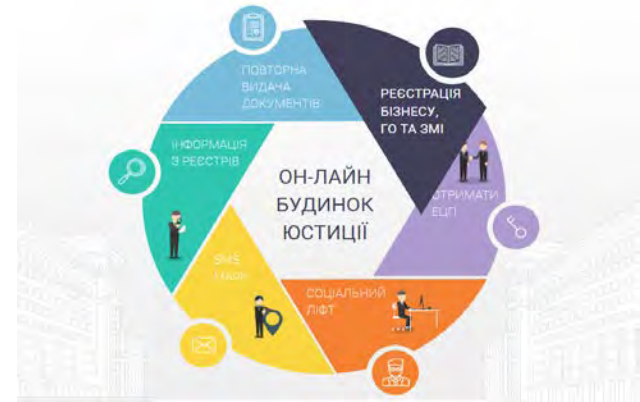 ПОВТОРНА
ВИДАЧА
ДОКУМЕНТІВ
РЕЄСТРАЦІЯ
БІЗНЕСУ,
ГО ТА ЗМІ
ІНФОРМАЦІЯ
З РЕЄСТРІВ
ОН-ЛАЙН
БУДИНОК
ЮСТИЦІЇ
ОТРИМАТИ
ЕЦП
SMS
СОЦІАЛЬНИЙ
ЛІФТ